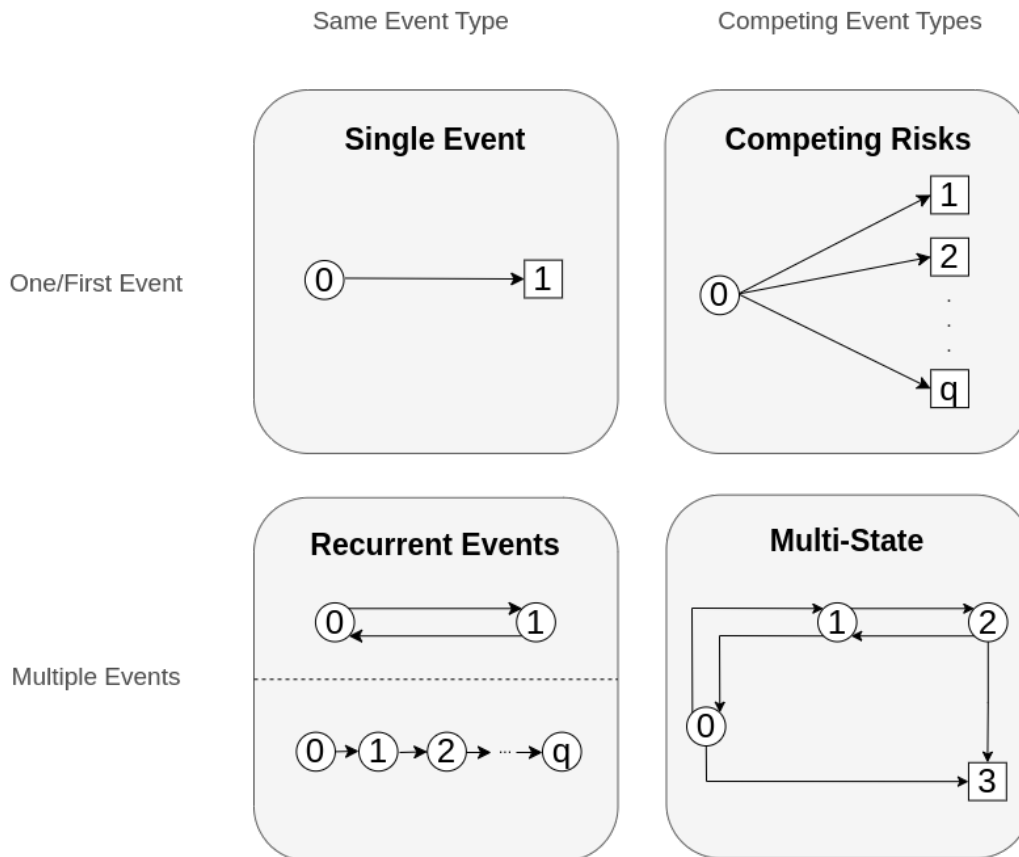 Same Event Type
Competing Event Types
Single Event
Competing Risks
One/First Event
0
1
0
1
2
.
.
.
q
Recurrent Events
Multi-State
Multiple Events
0
1
0
1
2
...
q
1
2
0
3